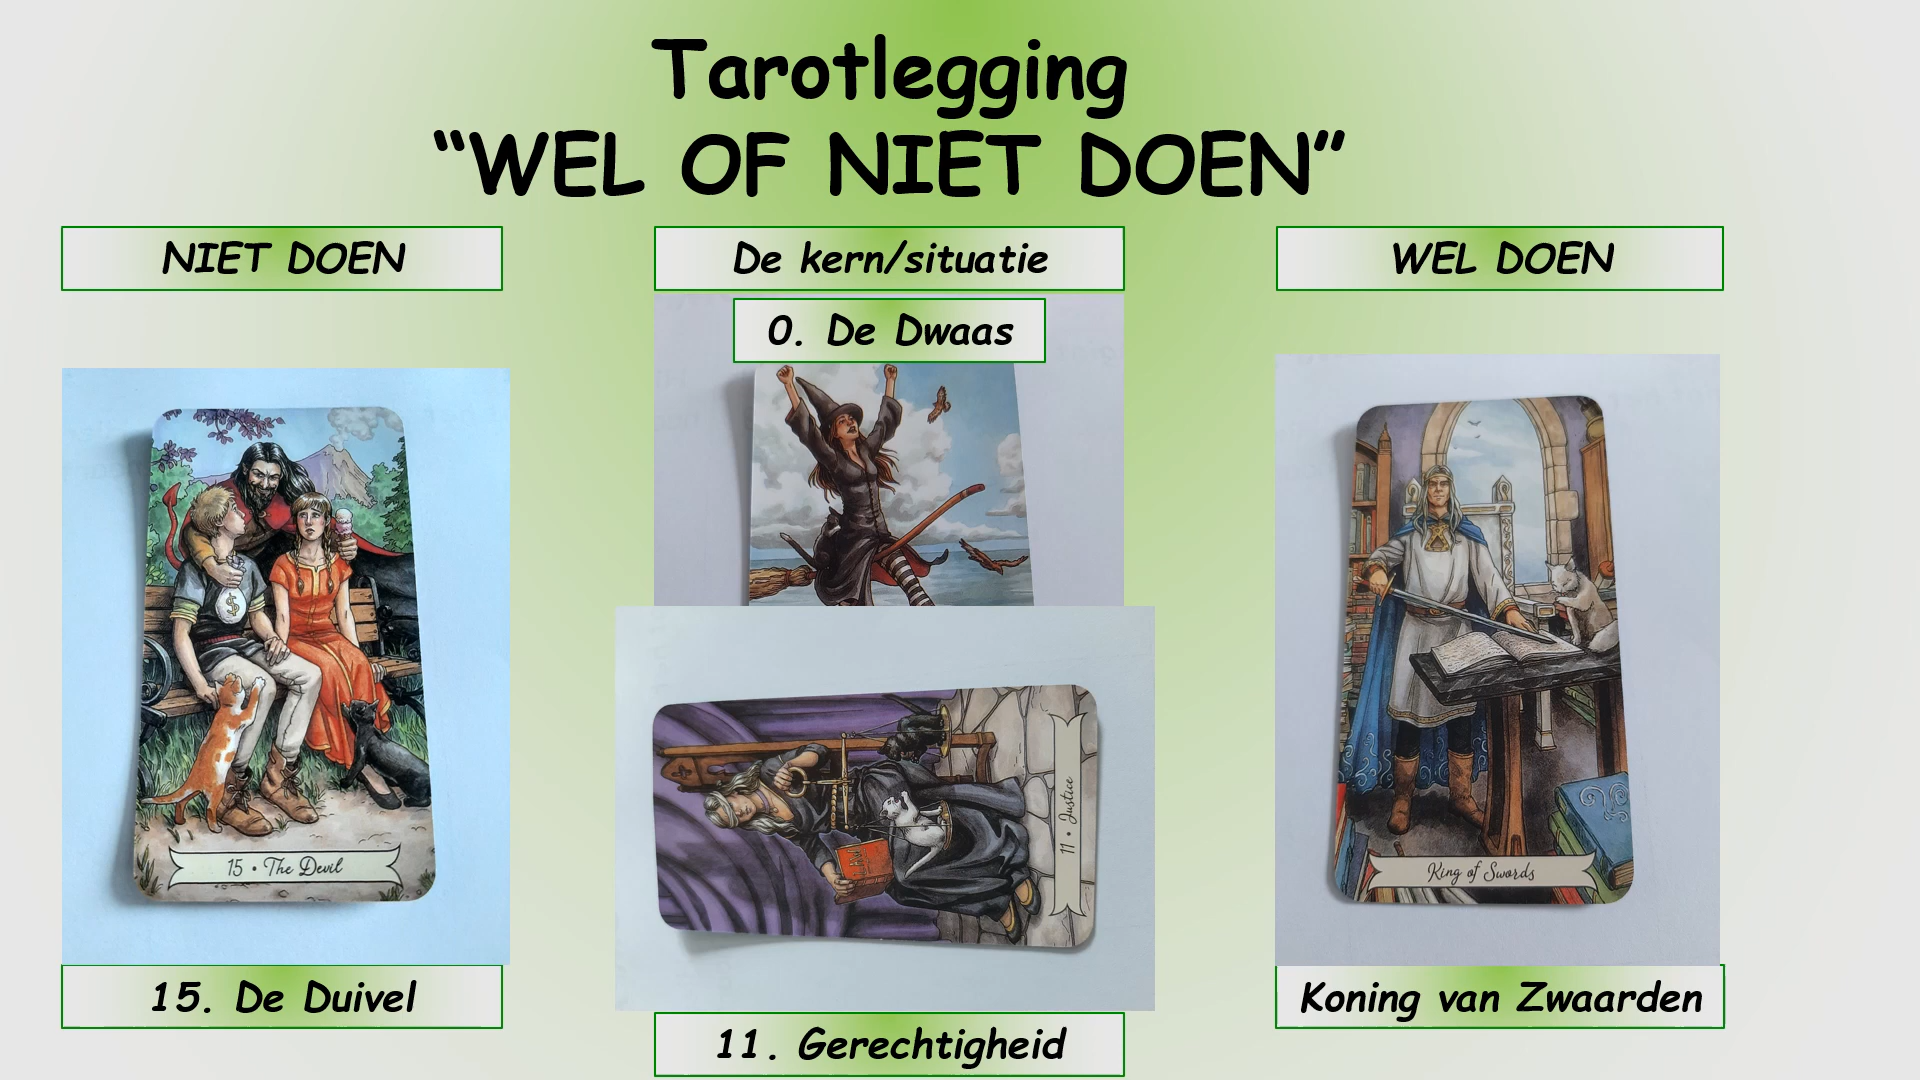 Tarotlegging
“WEL OF NIET DOEN”
NIET DOEN
De kern/situatie
WEL DOEN
0. De Dwaas
$
15 • The Devil
11 • Justice
King of Swords
15. De Duivel
11. Gerechtigheid
Koning van Zwaarden